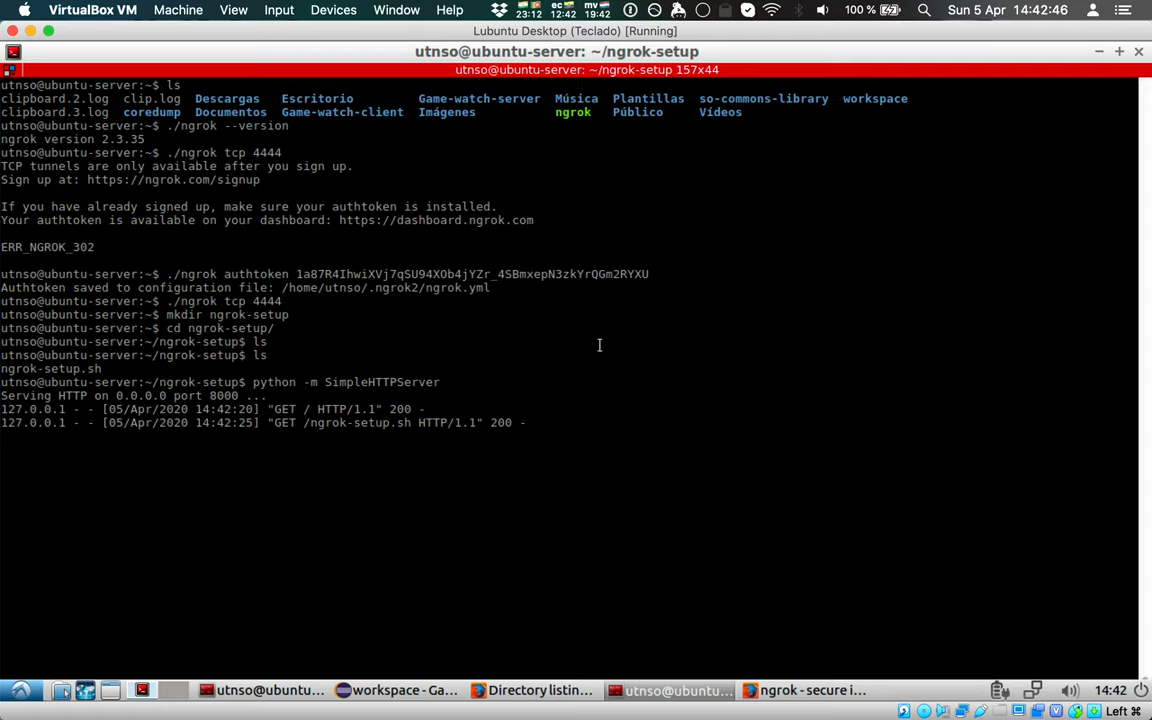 VirtualBox VM Machine View Input Devices Window Help 23:12 ec 12:42 19:42 100 % Sun 5 Apr 14:42:46
Lubuntu Desktop (Teclado) [Running]
utnso@ubuntu-server: ~/ngrok-setup
utnso@ubuntu-server: ~/ngrok-setup 157x44
utnso@ubuntu-server:~$ ls
clipboard.2.log clip.log Descargas Escritorio Game-watch-server Música Plantillas so-commons-library workspace
clipboard.3.log coredump Documentos Game-watch-client Imágenes ngrok Público Vídeos
utnso@ubuntu-server:~$ ./ngrok --version
ngrok version 2.3.35
utnso@ubuntu-server:~$ ./ngrok tcp 4444
TCP tunnels are only available after you sign up.
Sign up at: https://ngrok.com/signup
If you have already signed up, make sure your authtoken is installed.
Your authtoken is available on your dashboard: https://dashboard.ngrok.com
ERR_NGROK_302
utnso@ubuntu-server:~$ ./ngrok authtoken 1a87R4IhwiXVj7qSU94XOb4jYZr_4SBmxepN3zkYrQGm2RYXU
Authtoken saved to configuration file: /home/utnso/.ngrok2/ngrok.yml
utnso@ubuntu-server:~$ ./ngrok tcp 4444
utnso@ubuntu-server:~$ mkdir ngrok-setup
utnso@ubuntu-server:~$ cd ngrok-setup/
utnso@ubuntu-server:~/ngrok-setup$ ls
utnso@ubuntu-server:~/ngrok-setup$ ls
ngrok-setup.sh
utnso@ubuntu-server:~/ngrok-setup$ python -m SimpleHTTPServer
Serving HTTP on 0.0.0.0 port 8000 ...
127.0.0.1 - - [05/Apr/2020 14:42:20] "GET / HTTP/1.1" 200 -
127.0.0.1 - - [05/Apr/2020 14:42:25] "GET /ngrok-setup.sh HTTP/1.1" 200 -
utnso@ubuntu... workspace - Ga... Directory listin... utnso@ubuntu... ngrok - secure i... 14:42
Left ⌘